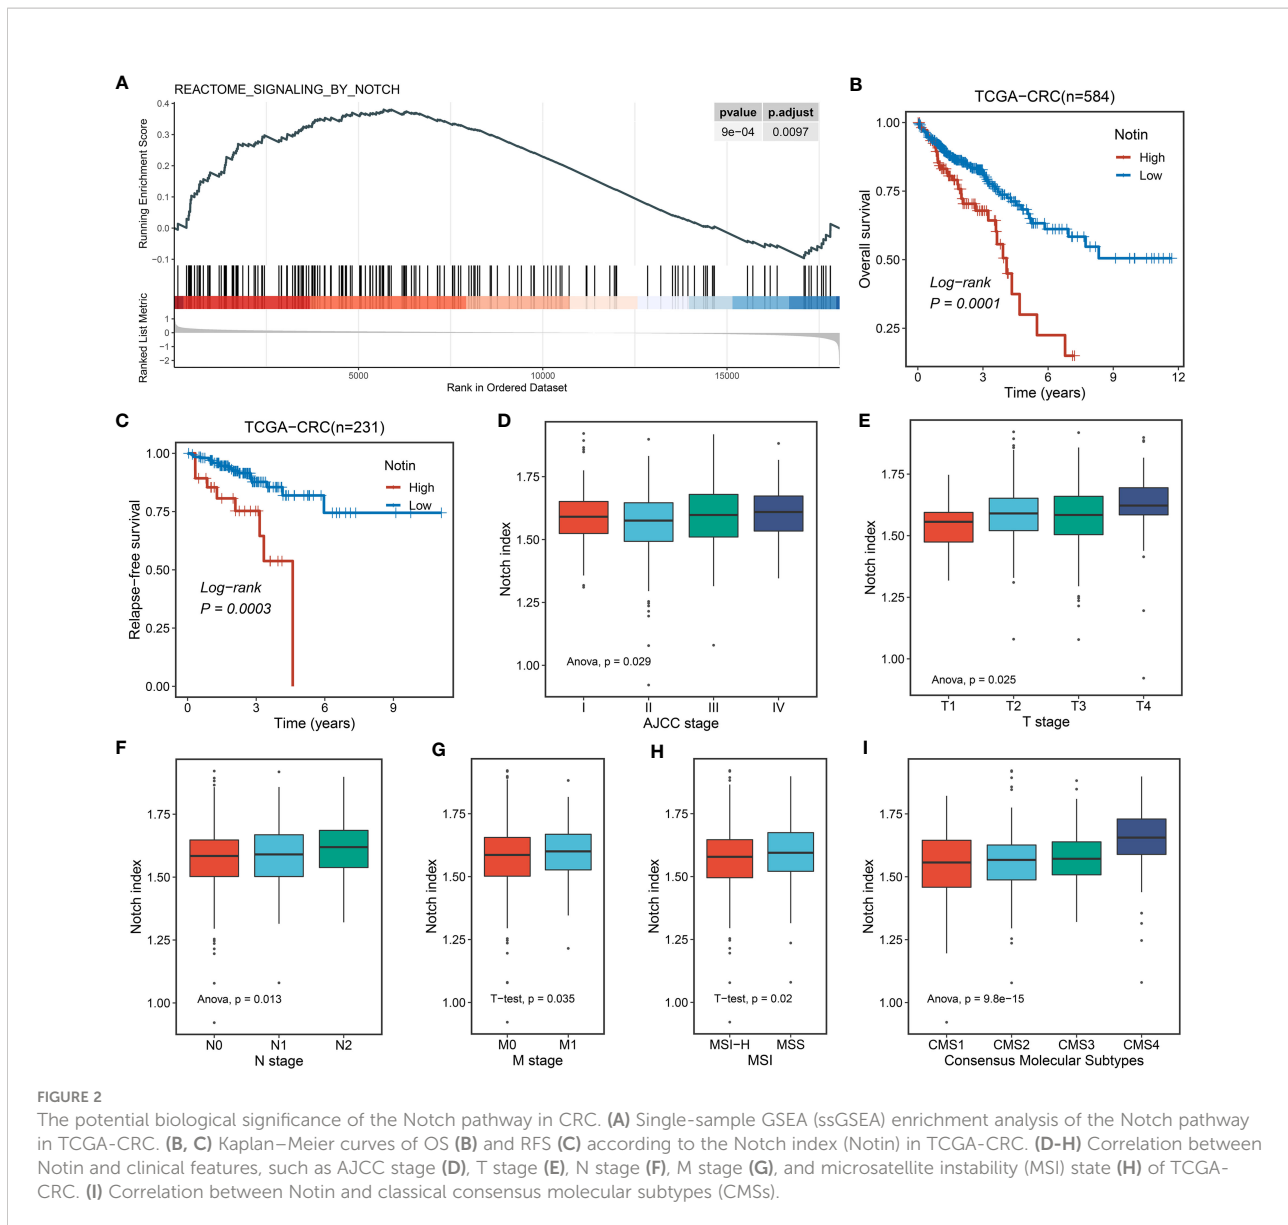 A
REACTOME_SIGNALING_BY_NOTCH
Running Enrichment Score
0.4
0.3
0.2
0.1
0.0
−0.1
pvalue p.adjust
9e−04 0.0097
Ranked List Metric
1
0
−1
−2
5000 10000 15000
Rank in Ordered Dataset
B
TCGA−CRC(n=584)
Overall survival
1.00
0.75
0.50
0.25
Notin
High
Low
Log−rank
P = 0.0001
0 3 6 9 12
Time (years)
C
TCGA−CRC(n=231)
Relapse−free survival
1.00
0.75
0.50
0.25
0.00
Notin
High
Low
Log−rank
P = 0.0003
0 3 6 9
Time (years)
D
Notch index
1.75
1.50
1.25
1.00
Anova, p = 0.029
I II III IV
AJCC stage
E
Notch index
1.75
1.50
1.25
1.00
Anova, p = 0.025
T1 T2 T3 T4
T stage
F
Notch index
1.75
1.50
1.25
1.00
Anova, p = 0.013
N0 N1 N2
N stage
G
Notch index
1.75
1.50
1.25
1.00
T−test, p = 0.035
M0 M1
M stage
H
Notch index
1.75
1.50
1.25
1.00
T−test, p = 0.02
MSI−H MSS
MSI
I
Notch index
1.75
1.50
1.25
1.00
Anova, p = 9.8e−15
CMS1 CMS2 CMS3 CMS4
Consensus Molecular Subtypes
FIGURE 2
The potential biological significance of the Notch pathway in CRC. (A) Single-sample GSEA (ssGSEA) enrichment analysis of the Notch pathway
in TCGA-CRC. (B, C) Kaplan–Meier curves of OS (B) and RFS (C) according to the Notch index (Notin) in TCGA-CRC. (D-H) Correlation between
Notin and clinical features, such as AJCC stage (D), T stage (E), N stage (F), M stage (G), and microsatellite instability (MSI) state (H) of TCGA-
CRC. (I) Correlation between Notin and classical consensus molecular subtypes (CMSs).